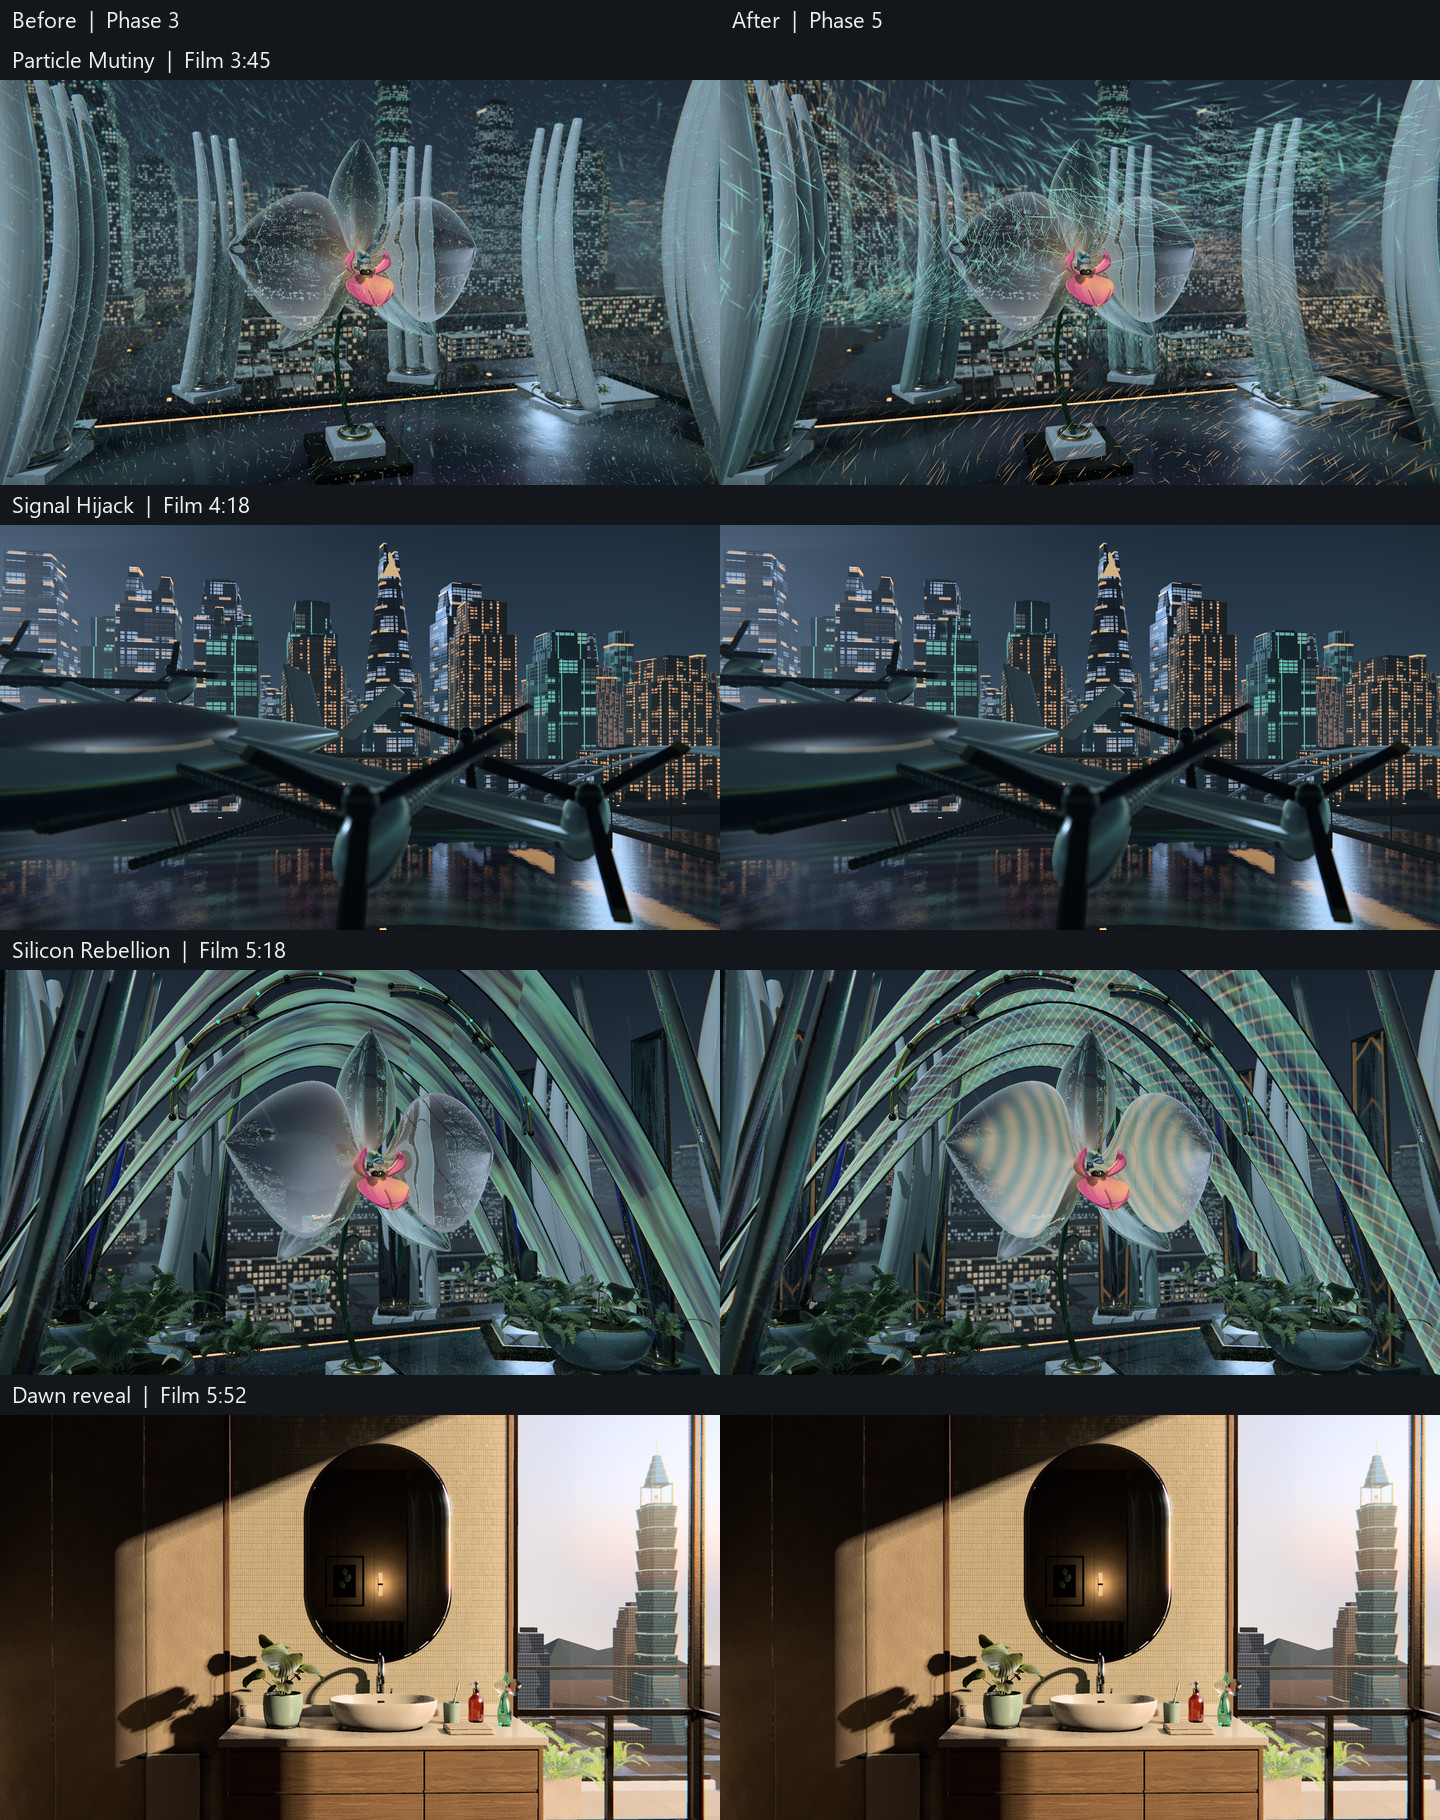 Before | Phase 3
After | Phase 5
Particle Mutiny | Film 3:45
Signal Hijack | Film 4:18
Silicon Rebellion | Film 5:18
Dawn reveal | Film 5:52